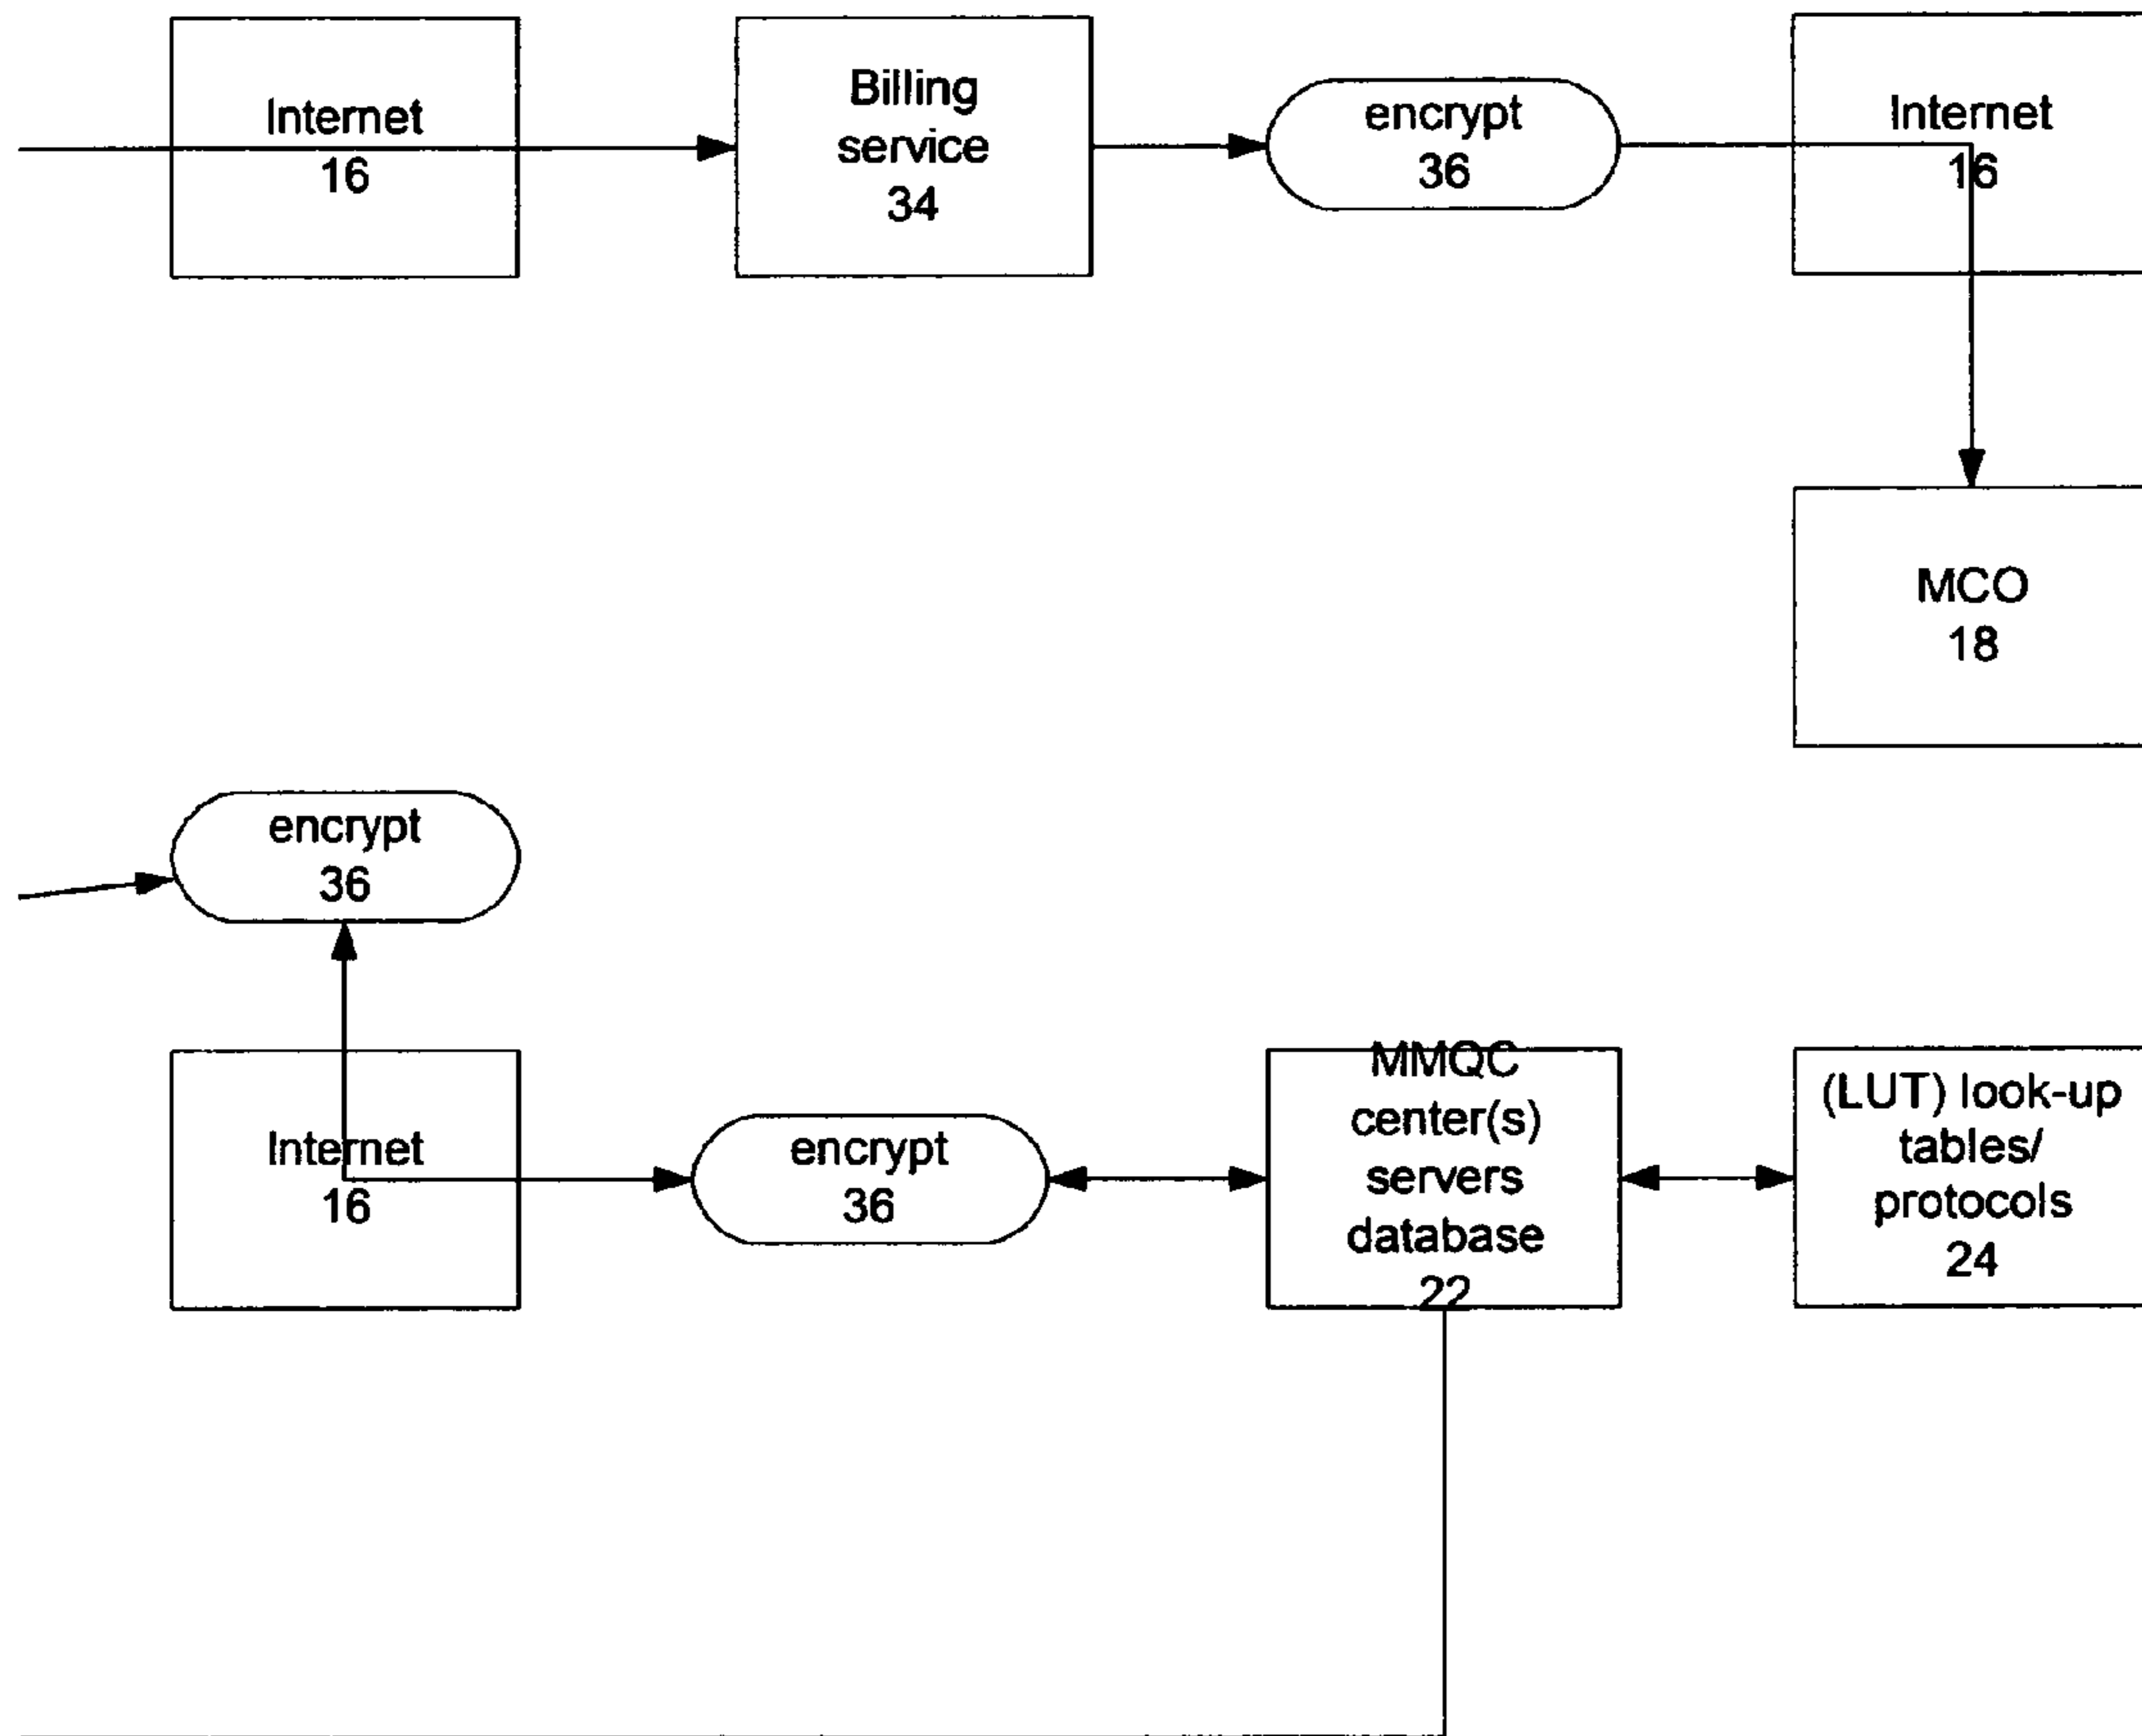 Internet
16
Billing
service
34
encrypt
36
Internet
16
MCO
18
encrypt
36
Internet
16
encrypt
36
MMQC
center(s)
servers
database
22
(LUT) look-up
tables/
protocols
24